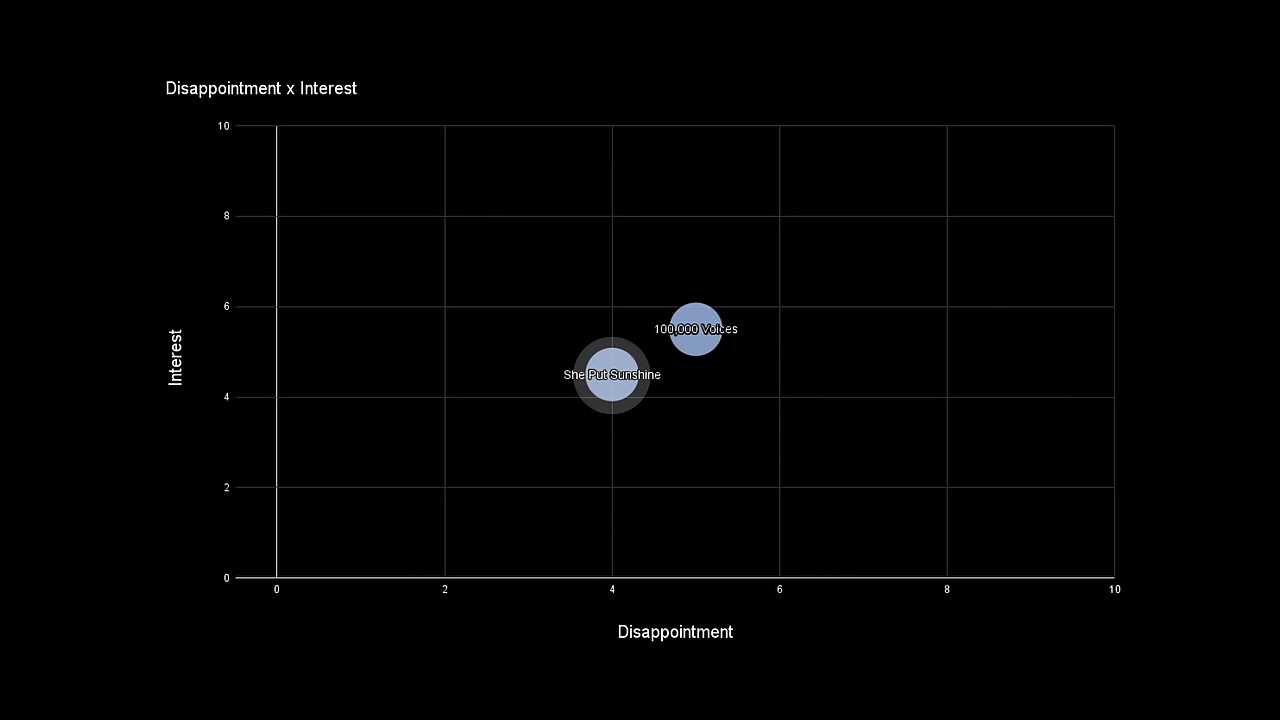 Disappointment x Interest
10
8
6
4
2
0
Interest
100,000 Voices
She Put Sunshine
0 2 4 6 8 10
Disappointment